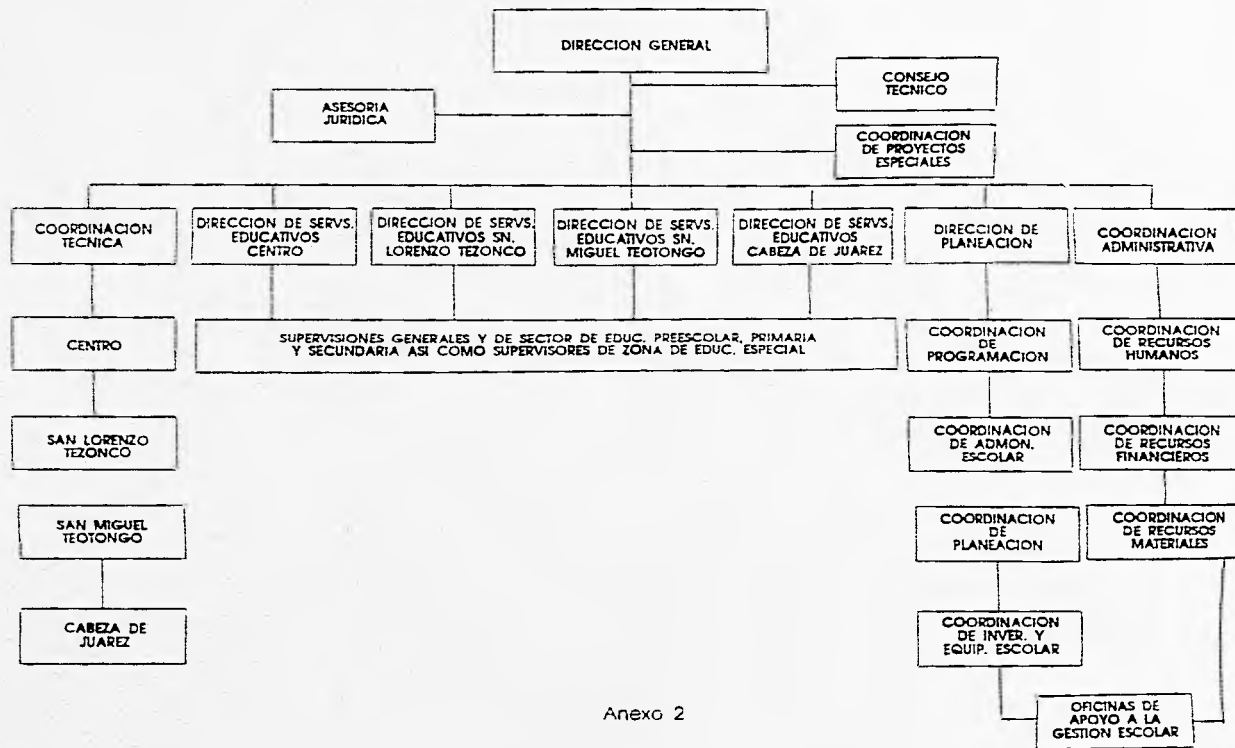 DIRECCION GENERAL
CONSEJO
TECNICO
ASESORIA
JURIDICA
COORDINACION
DE PROYECTOS
ESPECIALES
COORDINACION
TECNICA
DIRECCION DE SERVS.
EDUCATIVOS
CENTRO
DIRECCION DE SERVS.
EDUCATIVOS SN.
LORENZO TEZONCO
DIRECCION DE SERVS.
EDUCATIVOS SN.
MIGUEL TEOTONGO
DIRECCION DE SERVS.
EDUCATIVOS
CABEZA DE JUÁREZ
DIRECCION DE
PLANEACION
COORDINACION
ADMINISTRATIVA
CENTRO
SUPERVISIONES GENERALES Y DE SECTOR DE EDUC. PREESCOLAR, PRIMARIA
Y SECUNDARIA ASI COMO SUPERVISORES DE ZONA DE EDUC. ESPECIAL
COORDINACION
DE
PROGRAMACION
COORDINACION
DE RECURSOS
HUMANOS
SAN LORENZO
TEZONCO
COORDINACION
DE ADMON.
ESCOLAR
COORDINACION
DE RECURSOS
FINANCIEROS
SAN MIGUEL
TEOTONGO
COORDINACION
DE
PLANEACION
COORDINACION
DE RECURSOS
MATERIALES
CABEZA DE
JUAREZ
COORDINACION
DE INVER. Y
EQUIP. ESCOLAR
OFICINAS DE
APOYO A LA
GESTION ESCOLAR
Anexo 2